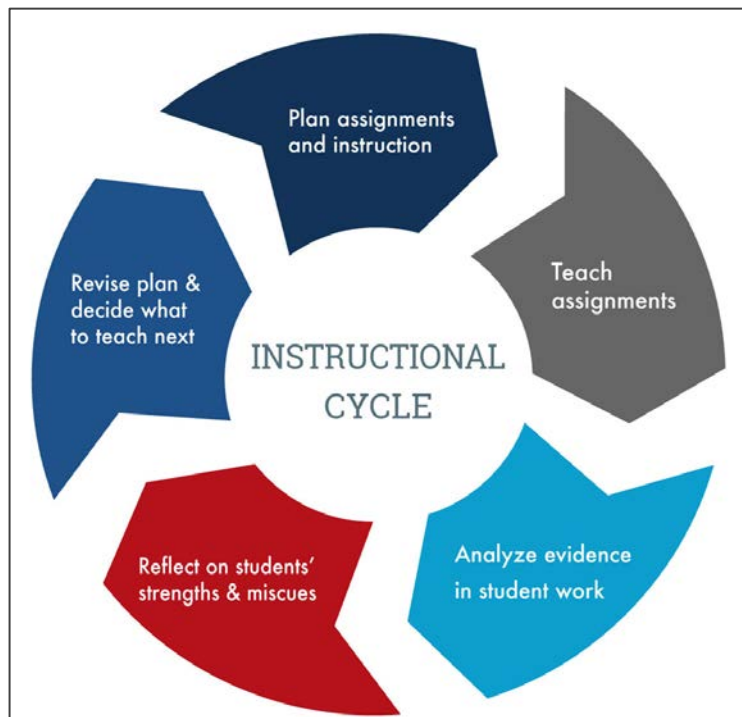 INSTRUCTIONAL
CYCLE
Plan assignments
and instruction
Teach
assignments
Analyze evidence
in student work
Reflect on students’
strengths & miscues
Revise plan &
decide what
to teach next